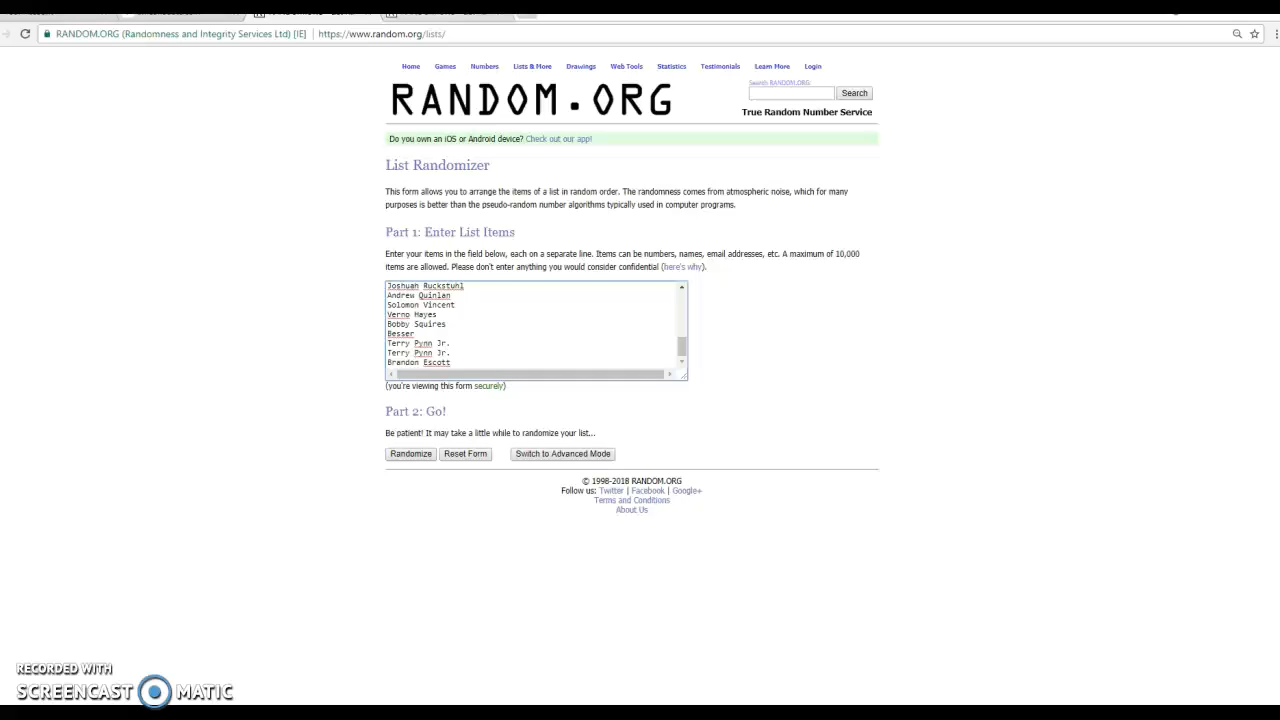 RANDOM.ORG (Randomness and Integrity Services Ltd) [IE] | https://www.random.org/lists/
Home Games Numbers Lists & More Drawings Web Tools Statistics Testimonials Learn More Login
Search RANDOM.ORG
Search
RANDOM.ORG
True Random Number Service
Do you own an iOS or Android device? Check out our app!
List Randomizer
This form allows you to arrange the items of a list in random order. The randomness comes from atmospheric noise, which for many
purposes is better than the pseudo-random number algorithms typically used in computer programs.
Part 1: Enter List Items
Enter your items in the field below, each on a separate line. Items can be numbers, names, email addresses, etc. A maximum of 10,000
items are allowed. Please don't enter anything you would consider confidential (here's why).
Joshuah Ruckstuhl
Andrew Quinlan
Solomon Vincent
Verno Hayes
Bobby Squires
Besser
Terry Pynn Jr.
Terry Pynn Jr.
Brandon Escott
(you're viewing this form securely)
Part 2: Go!
Be patient! It may take a little while to randomize your list...
Randomize Reset Form Switch to Advanced Mode
© 1998-2018 RANDOM.ORG
Follow us: Twitter | Facebook | Google+
Terms and Conditions
About Us
RECORDED WITH
SCREENCAST MATIC